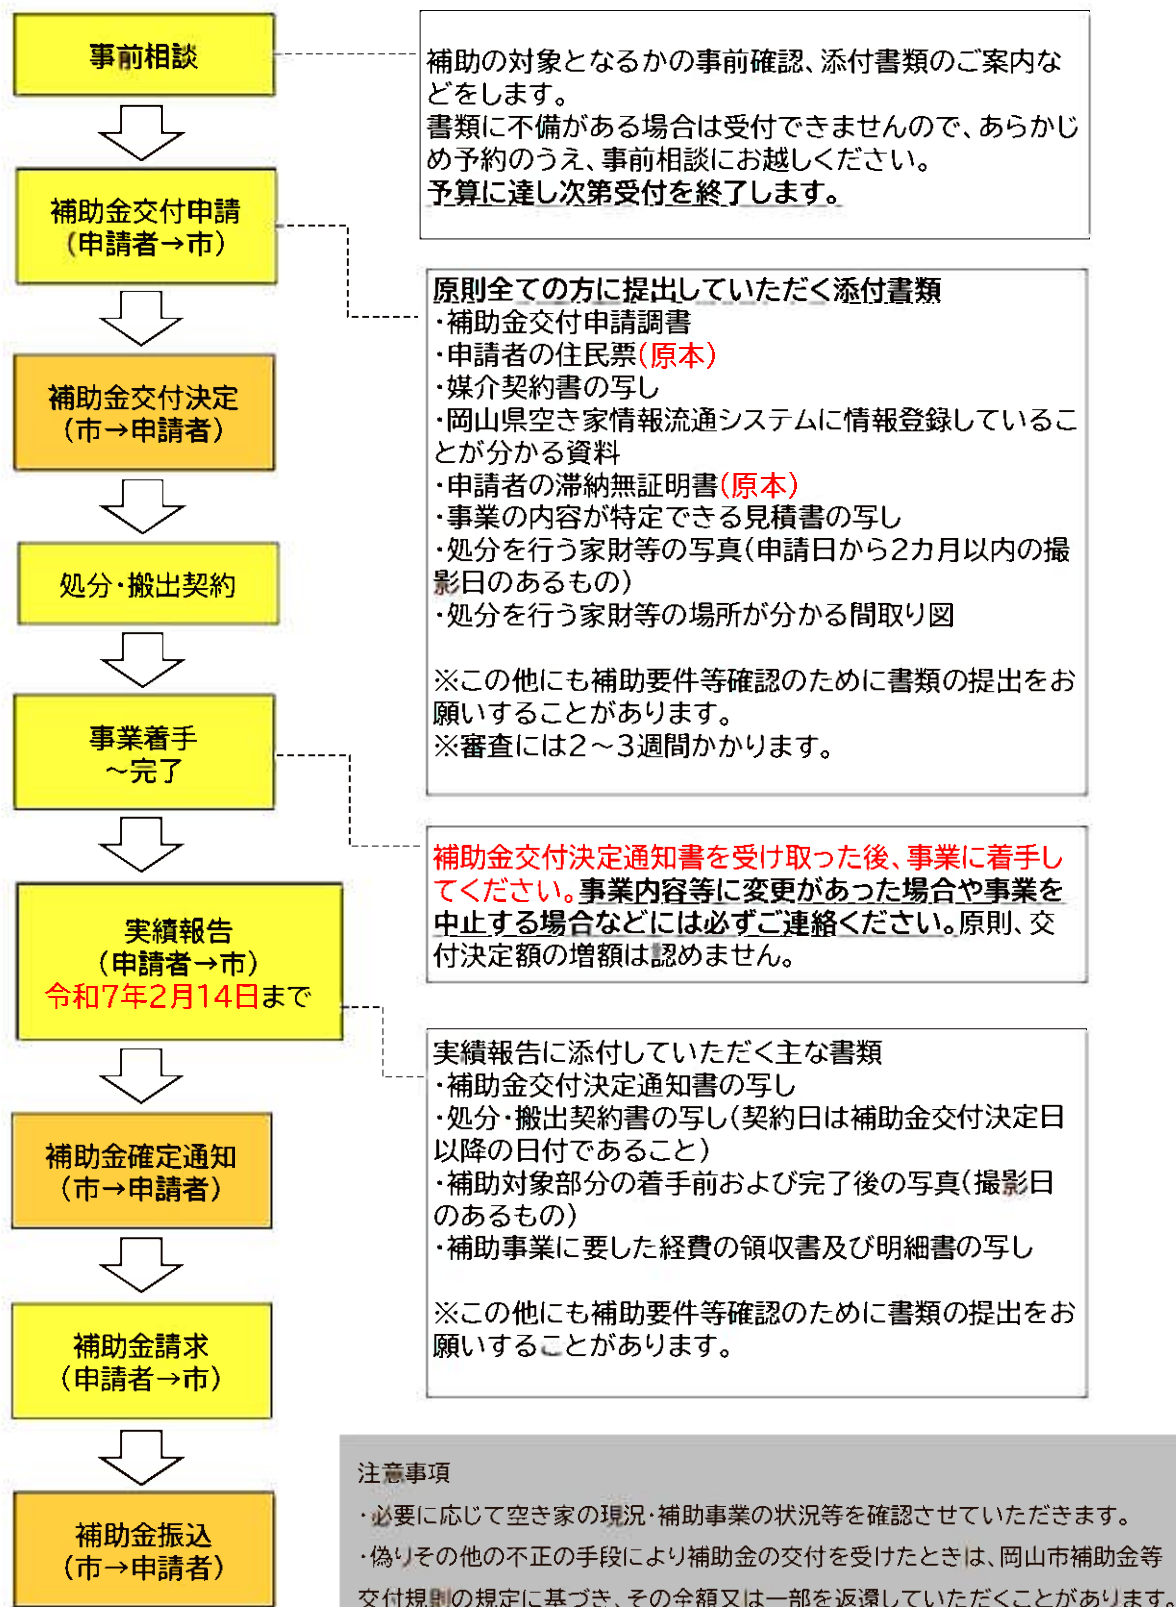 事前相談
補助の対象となるかの事前確認、添付書類のご案内な
どをします。
書類に不備がある場合は受付できませんので、あらかじ
め予約のうえ、事前相談にお越しください。
予算に達し次第受付を終了します。
補助金交付申請
(申請者→市)
原則全ての方に提出していただく添付書類
・補助金交付申請調書
・申請者の住民票(原本)
・媒介契約書の写し
・岡山県空き家情報流通システムに情報登録しているこ
とが分かる資料
・申請者の滞納無証明書(原本)
・事業の内容が特定できる見積書の写し
・処分を行う家財等の写真(申請日から2カ月以内の撮
影日のあるもの)
・処分を行う家財等の場所が分かる間取り図
※この他にも補助要件等確認のために書類の提出をお
願いすることがあります。
※審査には2~3週間かかります。
補助金交付決定
(市→申請者)
処分・搬出契約
事業着手
~完了
補助金交付決定通知書を受け取った後、事業に着手し
てください。事業内容等に変更があった場合や事業を
中止する場合などには必ずご連絡ください。原則、交
付決定額の増額は認めません。
実績報告
(申請者→市)
令和7年2月14日まで
実績報告に添付していただく主な書類
・補助金交付決定通知書の写し
・処分・搬出契約書の写し(契約日は補助金交付決定日
以降の日付であること)
・補助対象部分の着手前および完了後の写真(撮影日
のあるもの)
・補助事業に要した経費の領収書及び明細書の写し
※この他にも補助要件等確認のために書類の提出をお
願いすることがあります。
補助金確定通知
(市→申請者)
補助金請求
(申請者→市)
補助金振込
(市→申請者)
注意事項
・必要に応じて空き家の現況・補助事業の状況等を確認させていただきます。
・偽りその他の不正の手段により補助金の交付を受けたときは、岡山市補助金等
交付規則の規定に基づき、その全額又は一部を返還していただくことがあります。